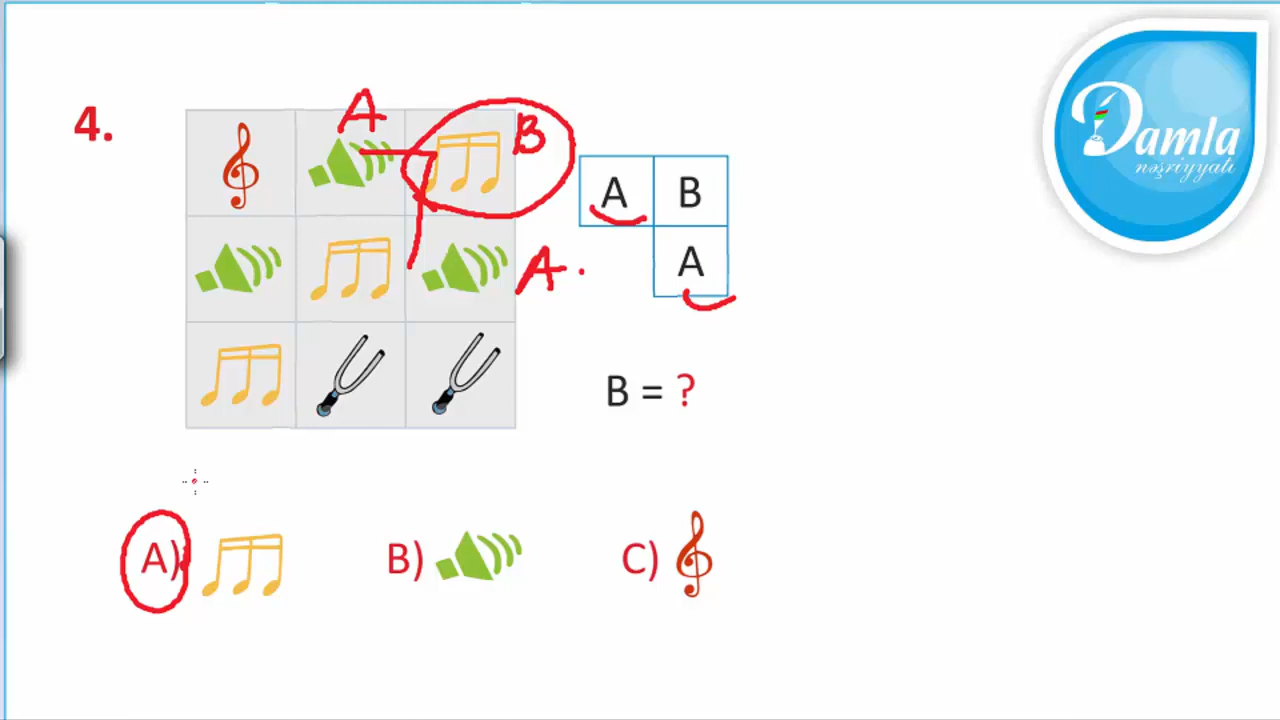 4.
A
B
A.
A B
A
B = ?
A) B) C)
Damla
nəşriyyatı